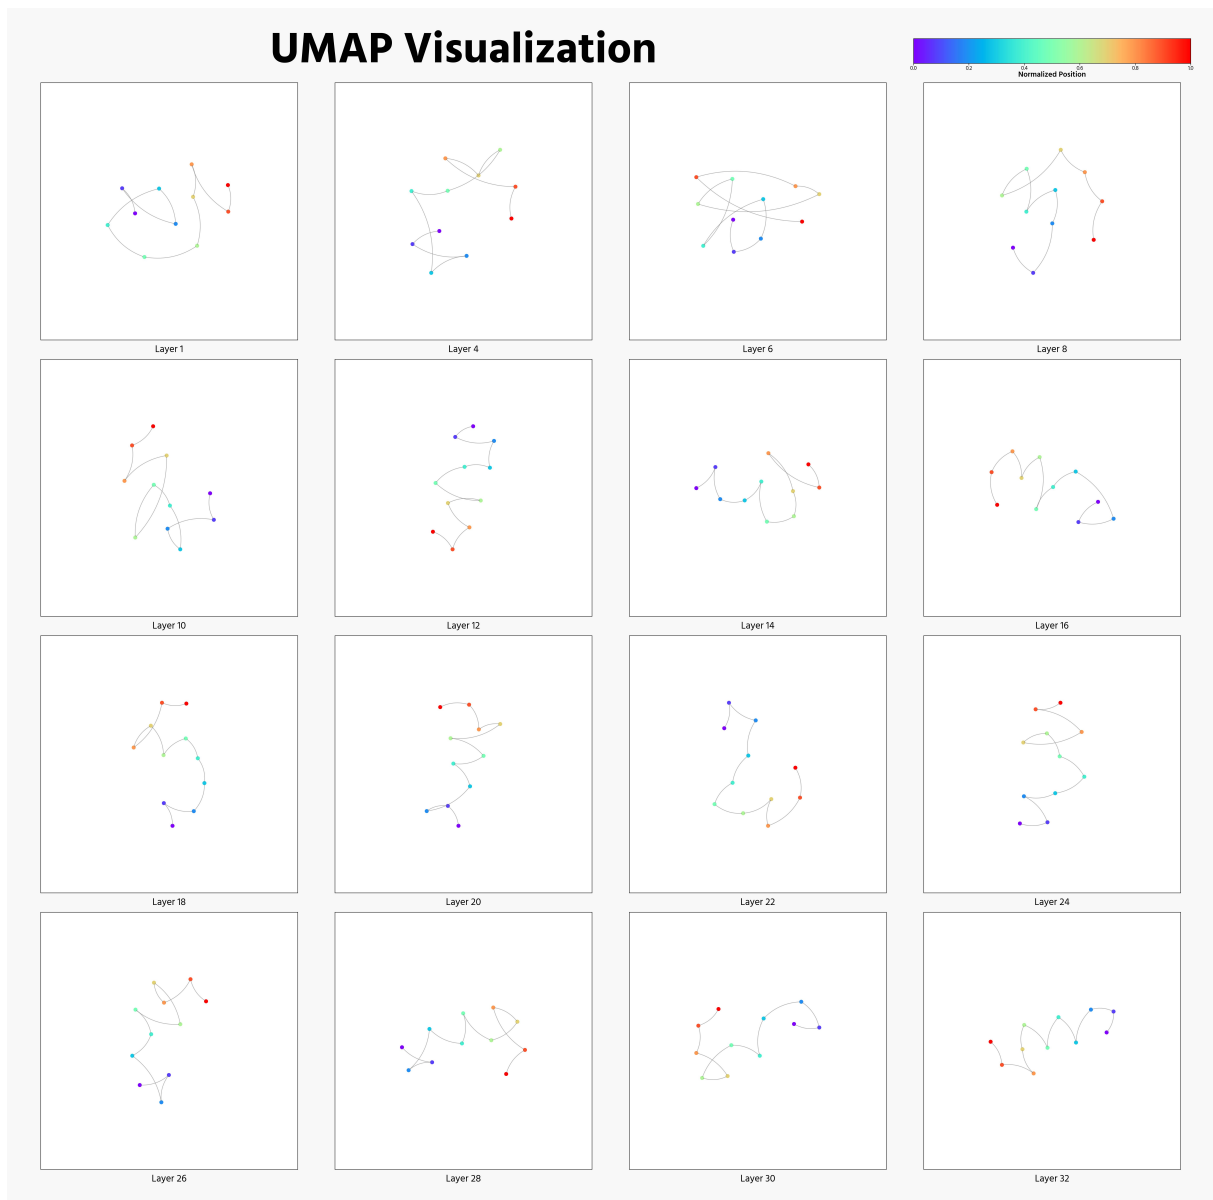 UMAP Visualization
0.0 0.2 0.4 0.6 0.8 1.0
Normalized Position
Layer 1
Layer 4
Layer 6
Layer 8
Layer 10
Layer 12
Layer 14
Layer 16
Layer 18
Layer 20
Layer 22
Layer 24
Layer 26
Layer 28
Layer 30
Layer 32